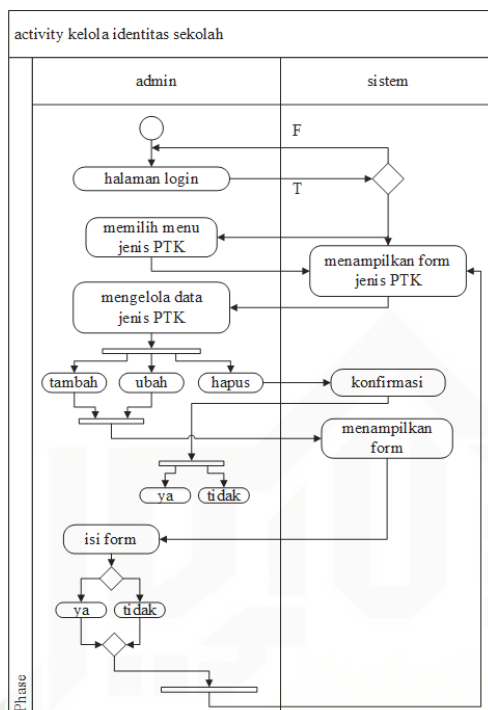 activity kelola identitas sekolah
admin
sistem
F
halaman login
T
memilih menu
jenis PTK
menampilkan form
jenis PTK
mengelola data
jenis PTK
tambah
ubah
hapus
konfirmasi
menampilkan
form
ya
tidak
isi form
ya
tidak
Phase